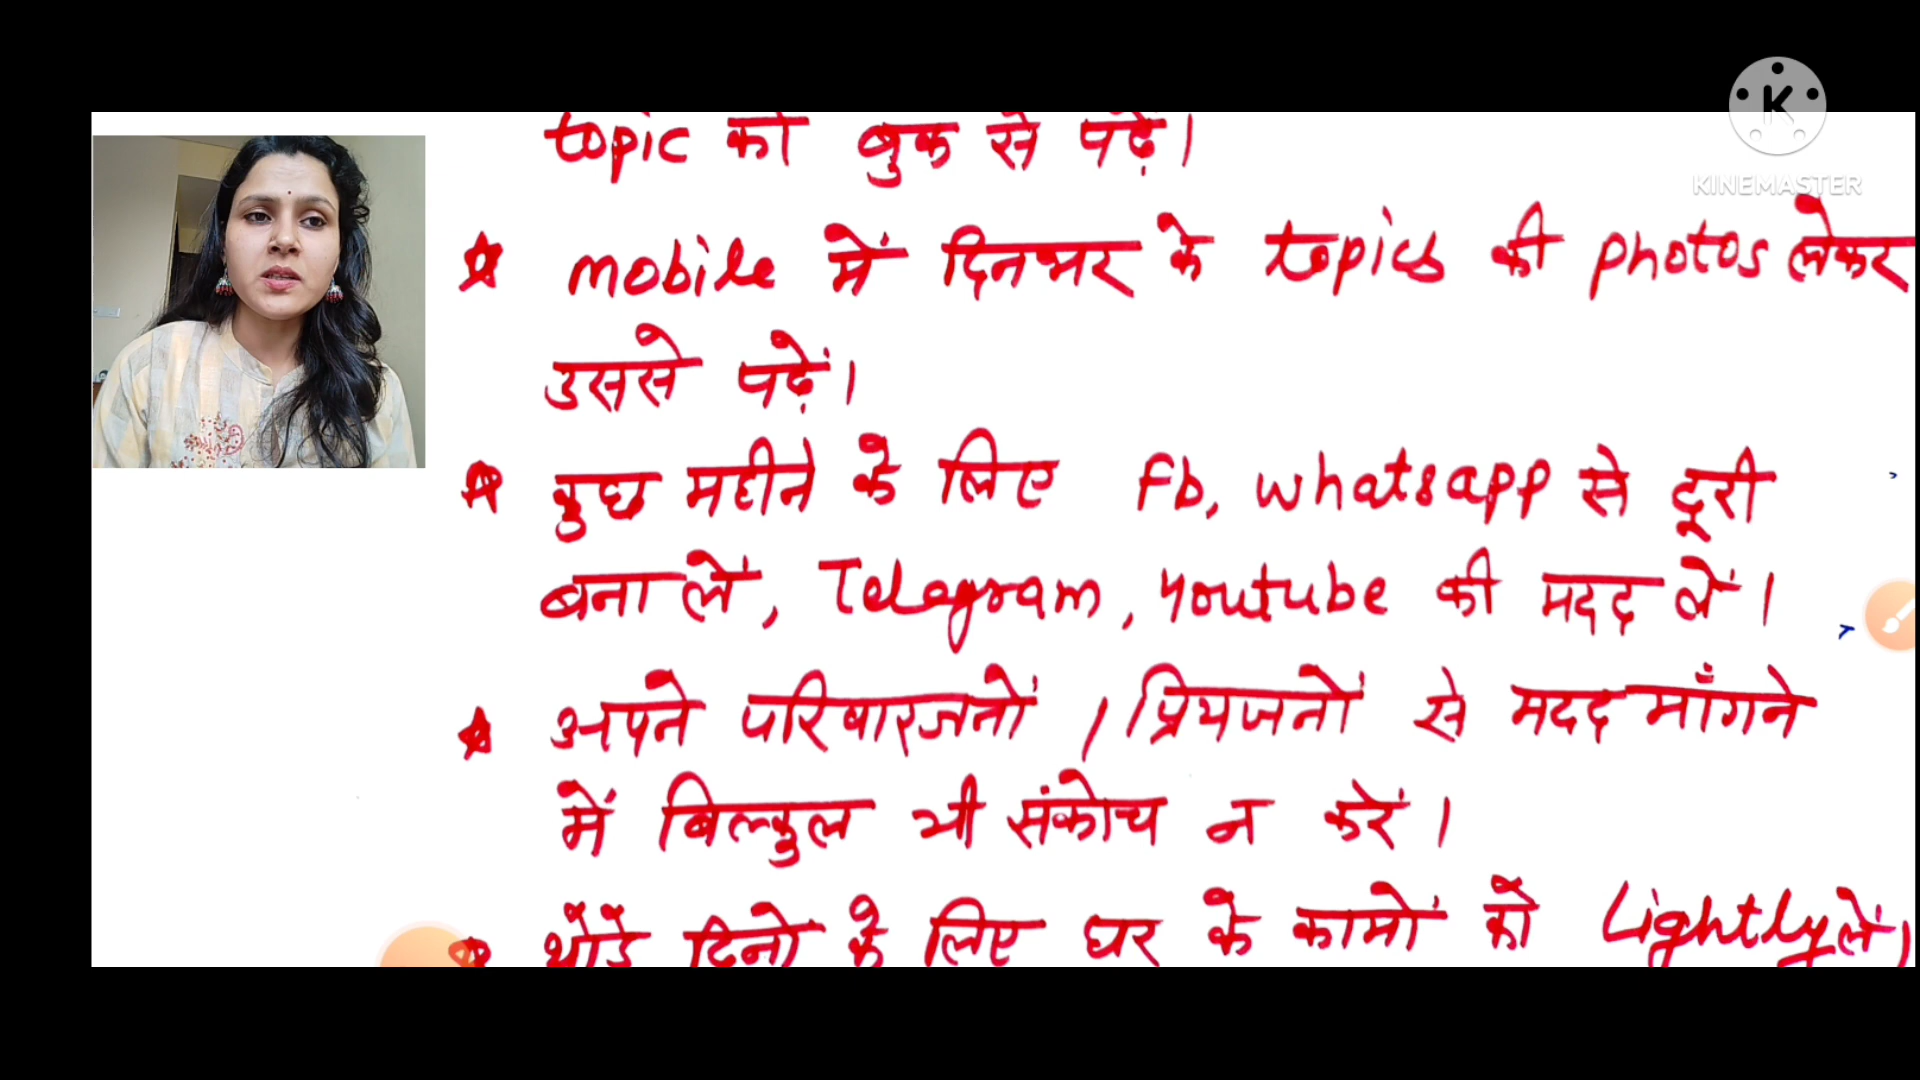 topic को बुक से पढ़ें।
KINEMASTER
☆ mobile में दिनभर के topics की photos लेकर
उससे पढ़ें।
☆ कुछ महीने के लिए Fb, whatsapp से दूरी
बना लें, Telegram, youtube की मदद लें।
☆ अपने परिवारजनों / प्रियजनों से मदद माँगने
में बिल्कुल भी संकोच न करें।
☆ थोड़े दिनों के लिए घर के कामों को Lightly लें।